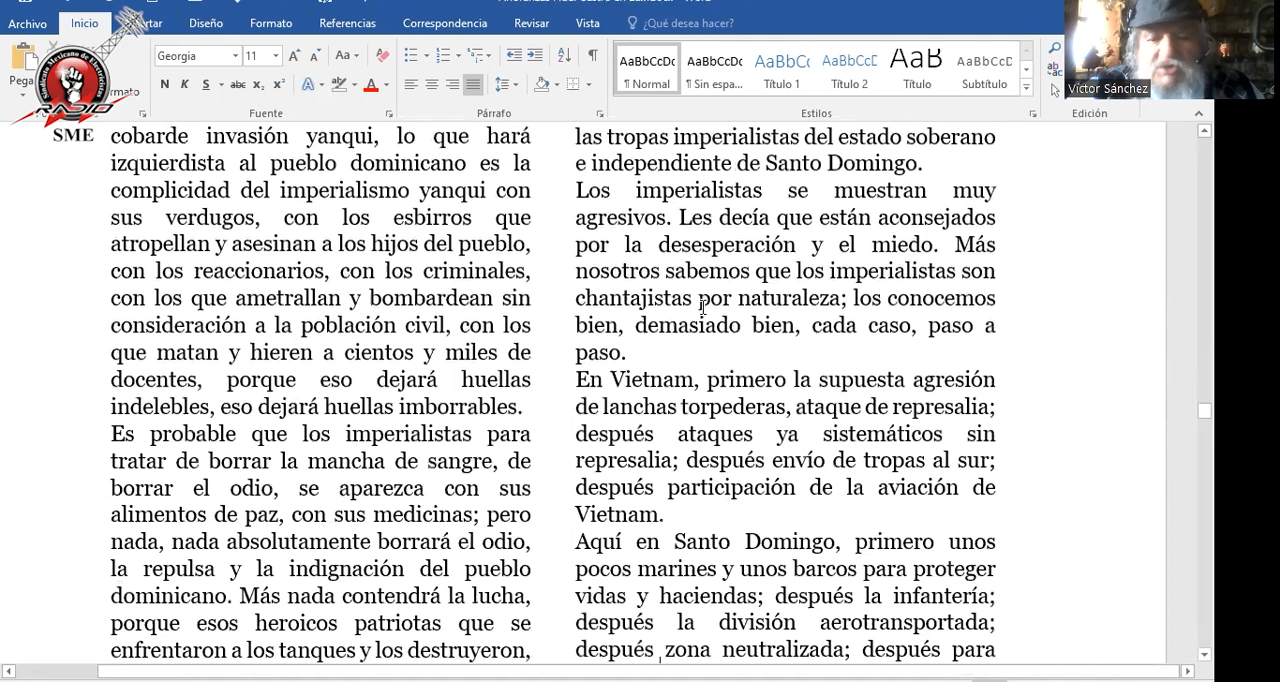 Archivo
Inicio
Diseño
Formato
Referencias
Correspondencia
Revisar
Vista
¿Qué desea hacer?
Georgia
11
Aa
N K S abc x₂ x²
A
Pega
AaBbCcDc
¶ Normal
AaBbCcDc
¶ Sin espa...
AaBbCc
Título 1
AaBbCcD
Título 2
AaB
Título
AaBbCcD
Subtítulo
Fuente
Párrafo
Estilos
Edición
Víctor Sánchez
Sindicato Mexicano de Electricistas
RADIO
SME
cobarde invasión yanqui, lo que hará
izquierdista al pueblo dominicano es la
complicidad del imperialismo yanqui con
sus verdugos, con los esbirros que
atropellan y asesinan a los hijos del pueblo,
con los reaccionarios, con los criminales,
con los que ametrallan y bombardean sin
consideración a la población civil, con los
que matan y hieren a cientos y miles de
docentes, porque eso dejará huellas
indelebles, eso dejará huellas imborrables.
Es probable que los imperialistas para
tratar de borrar la mancha de sangre, de
borrar el odio, se aparezca con sus
alimentos de paz, con sus medicinas; pero
nada, nada absolutamente borrará el odio,
la repulsa y la indignación del pueblo
dominicano. Más nada contendrá la lucha,
porque esos heroicos patriotas que se
enfrentaron a los tanques y los destruyeron,
las tropas imperialistas del estado soberano
e independiente de Santo Domingo.
Los imperialistas se muestran muy
agresivos. Les decía que están aconsejados
por la desesperación y el miedo. Más
nosotros sabemos que los imperialistas son
chantajistas por naturaleza; los conocemos
bien, demasiado bien, cada caso, paso a
paso.
En Vietnam, primero la supuesta agresión
de lanchas torpederas, ataque de represalia;
después ataques ya sistemáticos sin
represalia; después envío de tropas al sur;
después participación de la aviación de
Vietnam.
Aquí en Santo Domingo, primero unos
pocos marines y unos barcos para proteger
vidas y haciendas; después la infantería;
después la división aerotransportada;
después zona neutralizada; después para